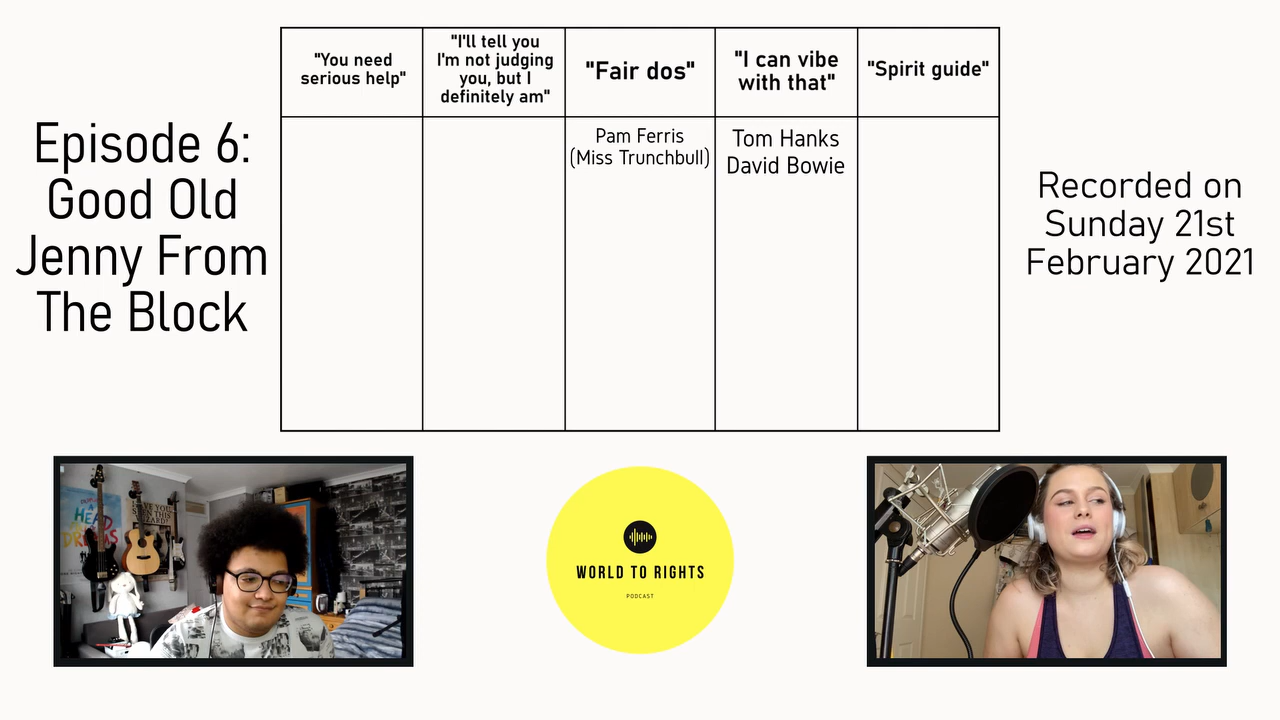 Episode 6:
Good Old
Jenny From
The Block
"You need
serious help"
"I'll tell you
I'm not judging
you, but I
definitely am"
"Fair dos"
"I can vibe
with that"
"Spirit guide"
Pam Ferris
(Miss Trunchbull)
Tom Hanks
David Bowie
Recorded on
Sunday 21st
February 2021
A
HEAD
WORLD TO RIGHTS
PODCAST